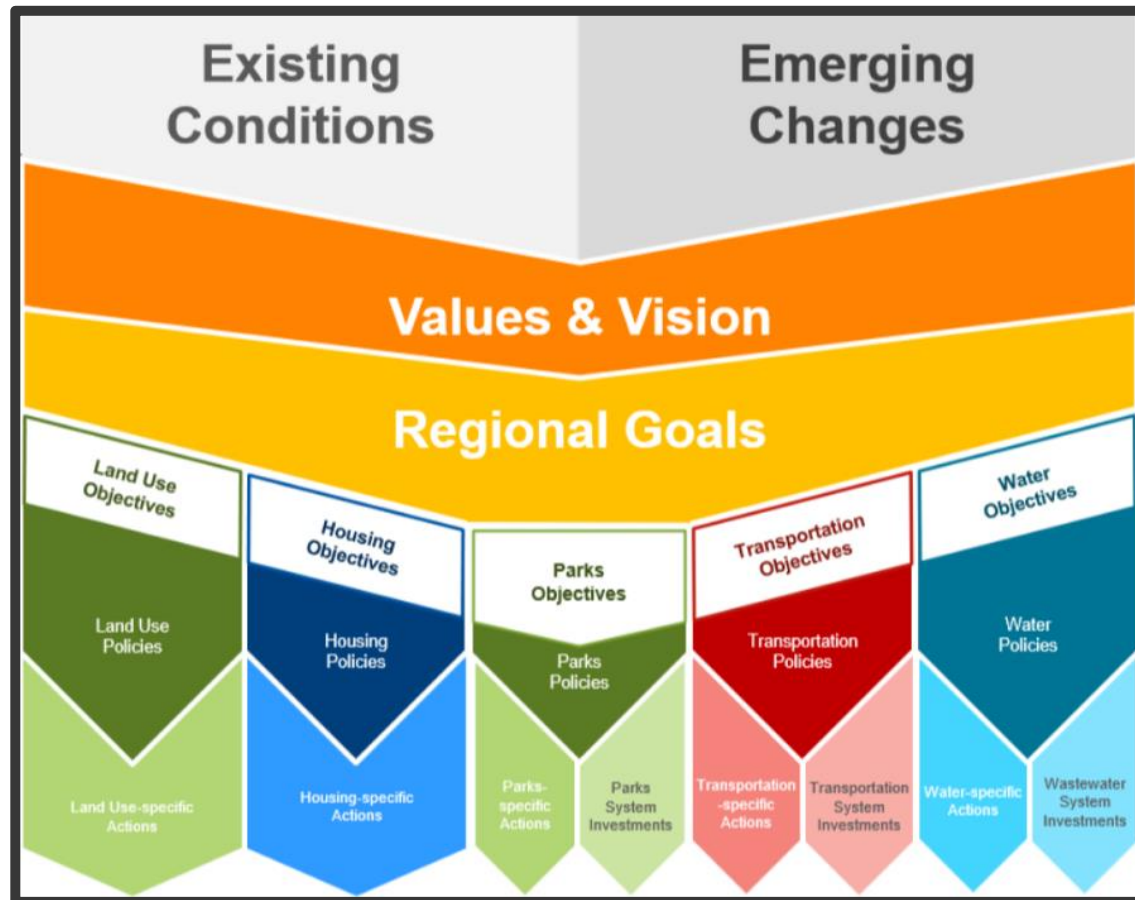 Existing
Conditions
Emerging
Changes
Values & Vision
Regional Goals
Land Use
Objectives
Housing
Objectives
Parks
Objectives
Transportation
Objectives
Water
Objectives
Land Use
Policies
Housing
Policies
Parks
Policies
Transportation
Policies
Water
Policies
Land Use-specific
Actions
Housing-specific
Actions
Parks-
specific
Actions
Parks
System
Investments
Transportation
-specific
Actions
Transportation
System
Investments
Water-specific
Actions
Wastewater
System
Investments